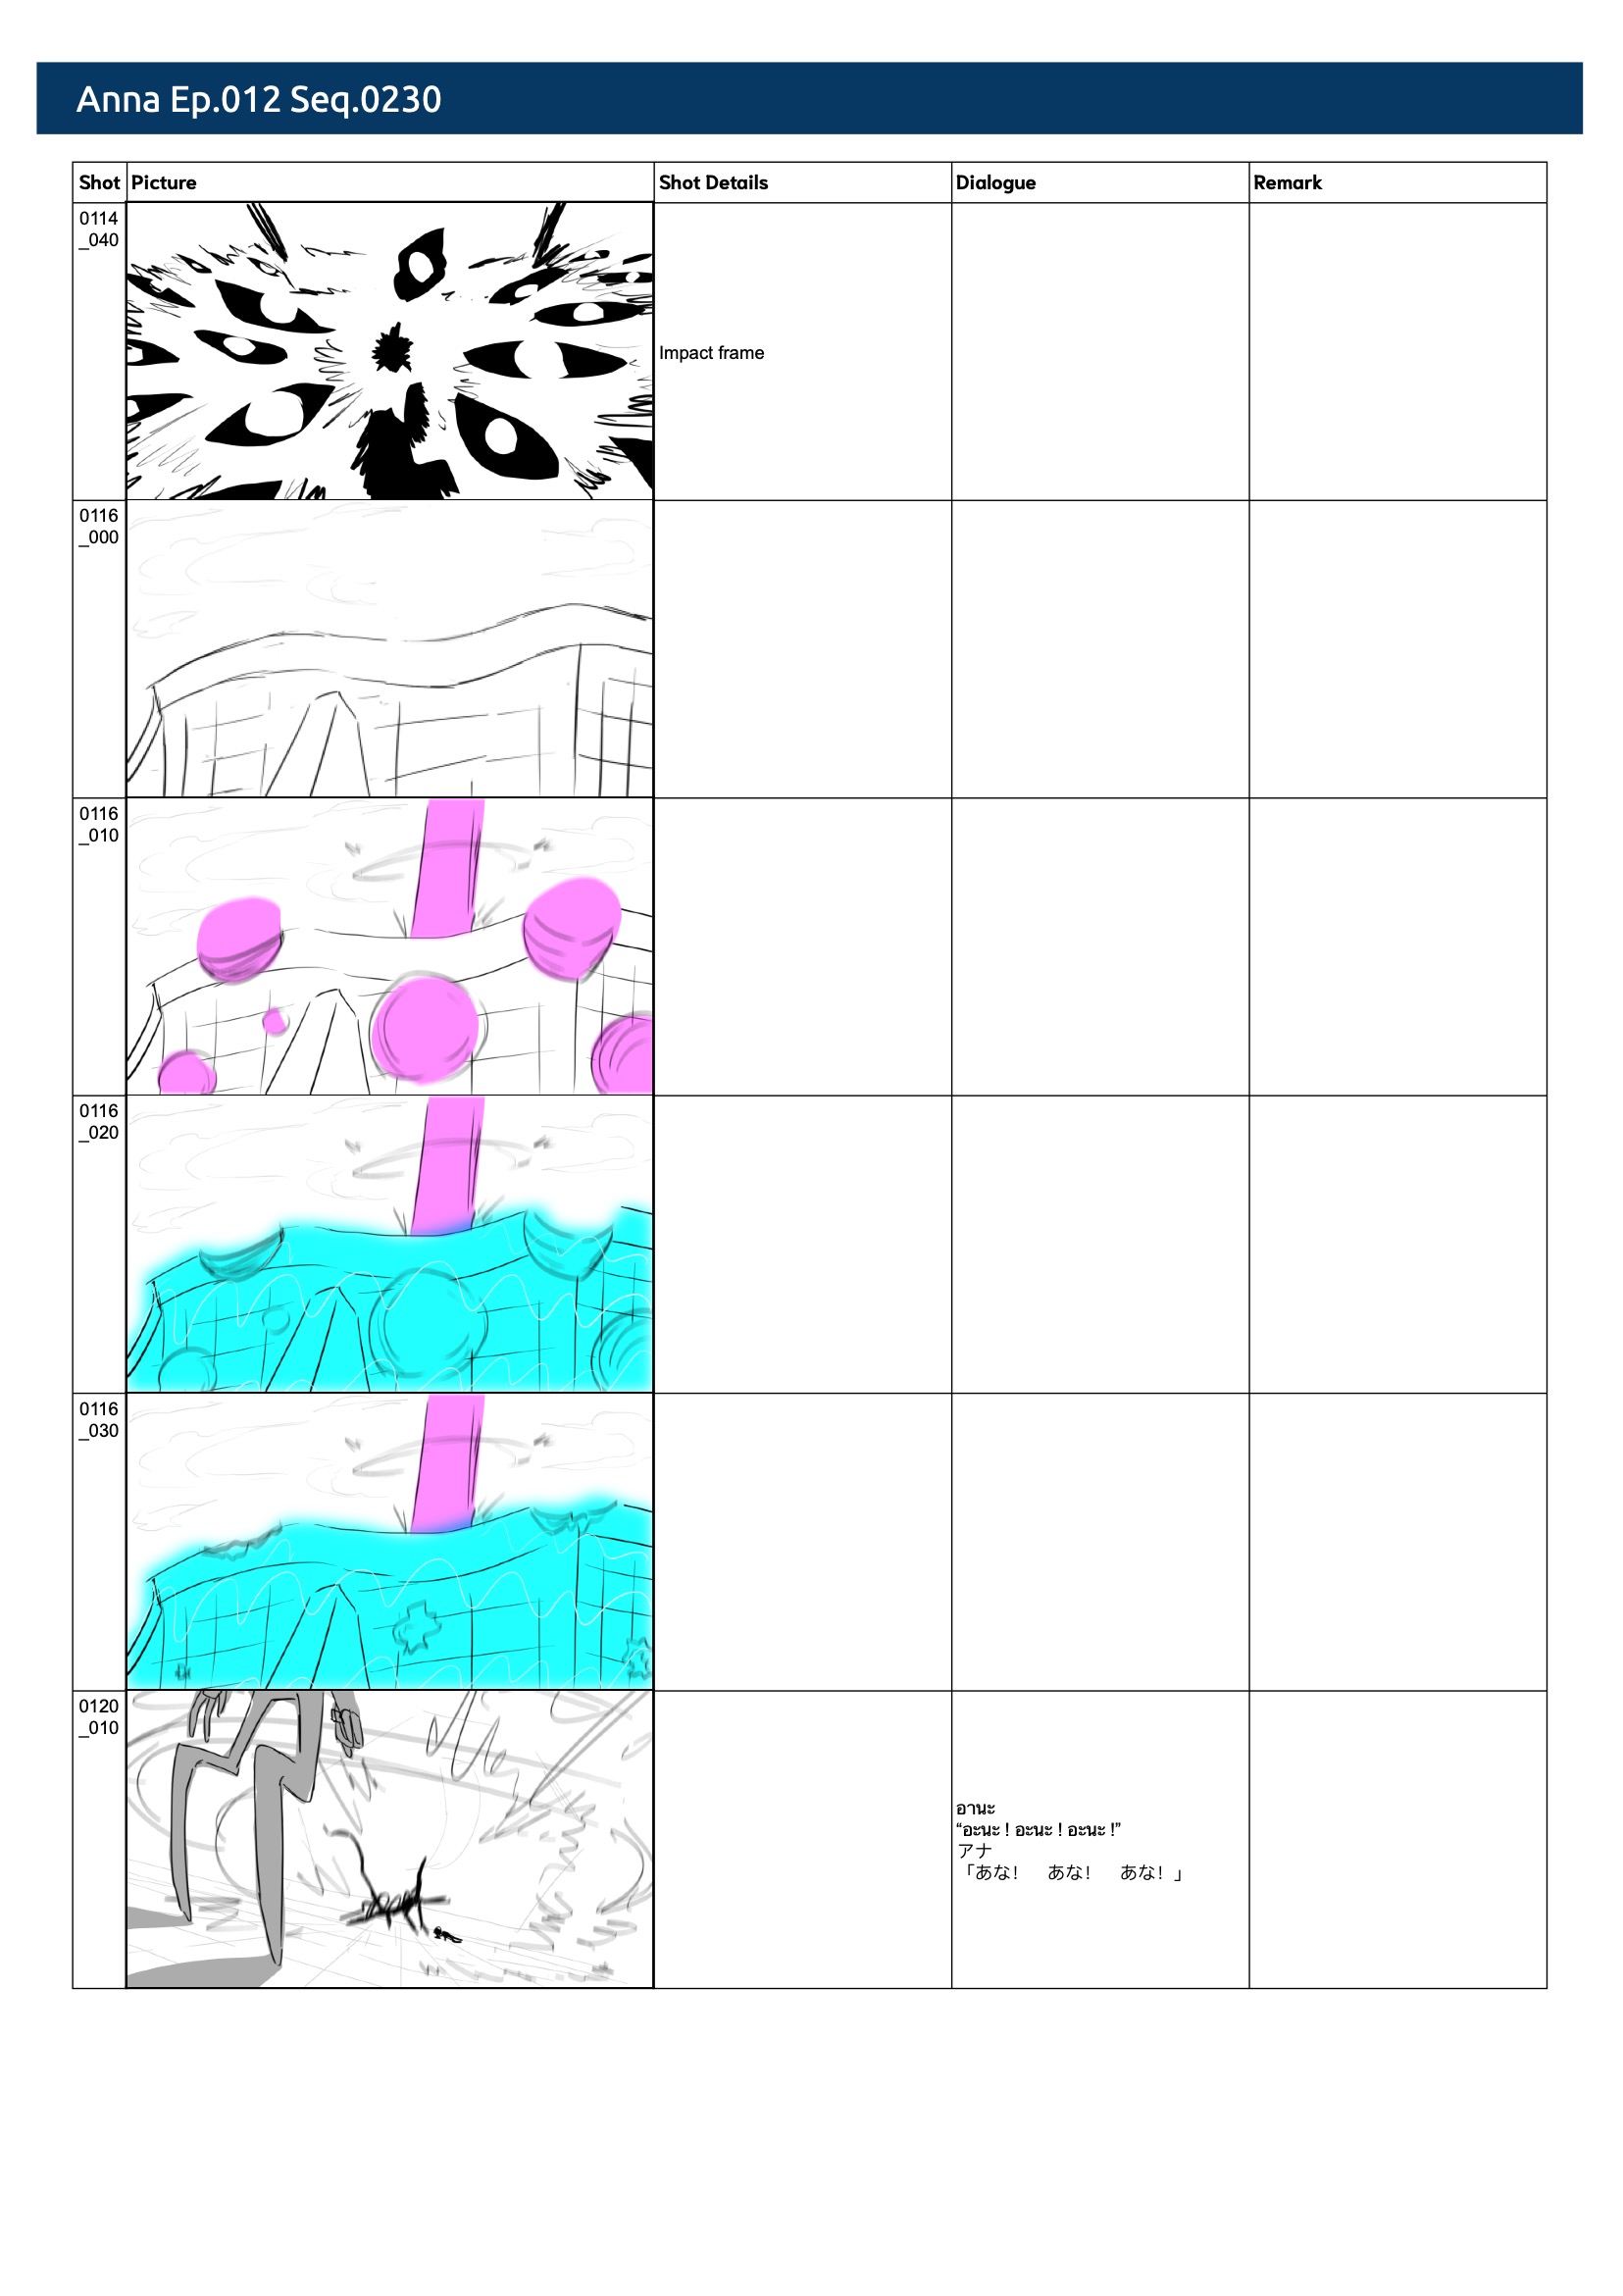 Anna Ep.012 Seq.0230
Shot Picture Shot Details Dialogue Remark
0114
_040
Impact frame
0116
_000
0116
_010
0116
_020
0116
_030
0120
_010
อานะ
“อะนะ ! อะนะ ! อะนะ !”
アナ
「あな！　あな！　あな！」